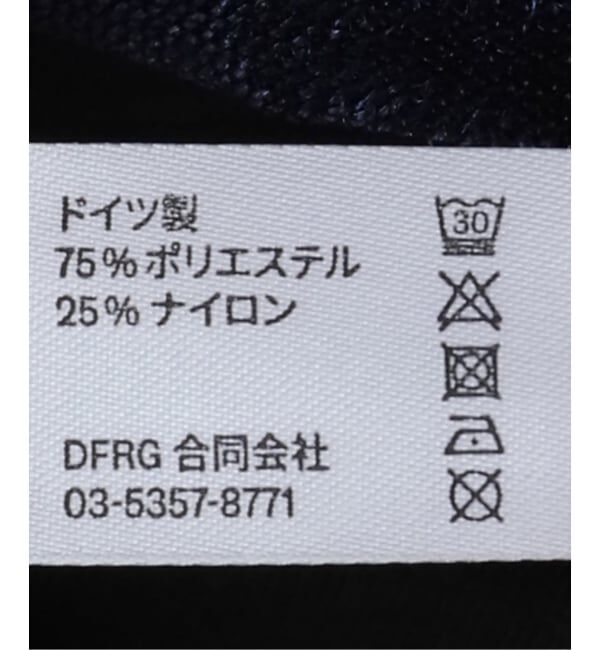 ドイツ製
75%ポリエステル
25%ナイロン
30
DFRG 合同会社
03-5357-8771